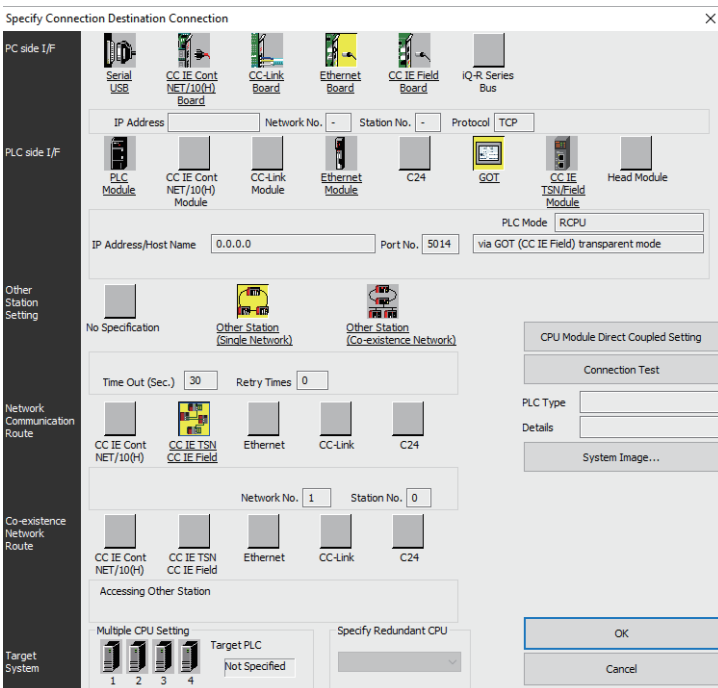 Specify Connection Destination Connection
PC side I/F
Serial
USB
CC IE Cont
NET/10(H)
Board
CC-Link
Board
Ethernet
Board
CC IE Field
Board
iQ-R Series
Bus
IP Address
Network No. -
Station No. -
Protocol TCP
PLC side I/F
PLC
Module
CC IE Cont
NET/10(H)
Module
CC-Link
Module
Ethernet
Module
C24
GOT
CC IE
TSN/Field
Module
Head Module
PLC Mode RCPU
IP Address/Host Name 0.0.0.0
Port No. 5014
via GOT (CC IE Field) transparent mode
Other
Station
Setting
No Specification
Other Station
(Single Network)
Other Station
(Co-existence Network)
CPU Module Direct Coupled Setting
Connection Test
Time Out (Sec.) 30
Retry Times 0
PLC Type
Details
System Image...
Network
Communication
Route
CC IE Cont
NET/10(H)
CC IE TSN
CC IE Field
Ethernet
CC-Link
C24
Network No. 1
Station No. 0
Co-existence
Network
Route
CC IE Cont
NET/10(H)
CC IE TSN
CC IE Field
Ethernet
CC-Link
C24
Accessing Other Station
Target
System
Multiple CPU Setting
1 2 3 4
Target PLC
Not Specified
Specify Redundant CPU
OK
Cancel